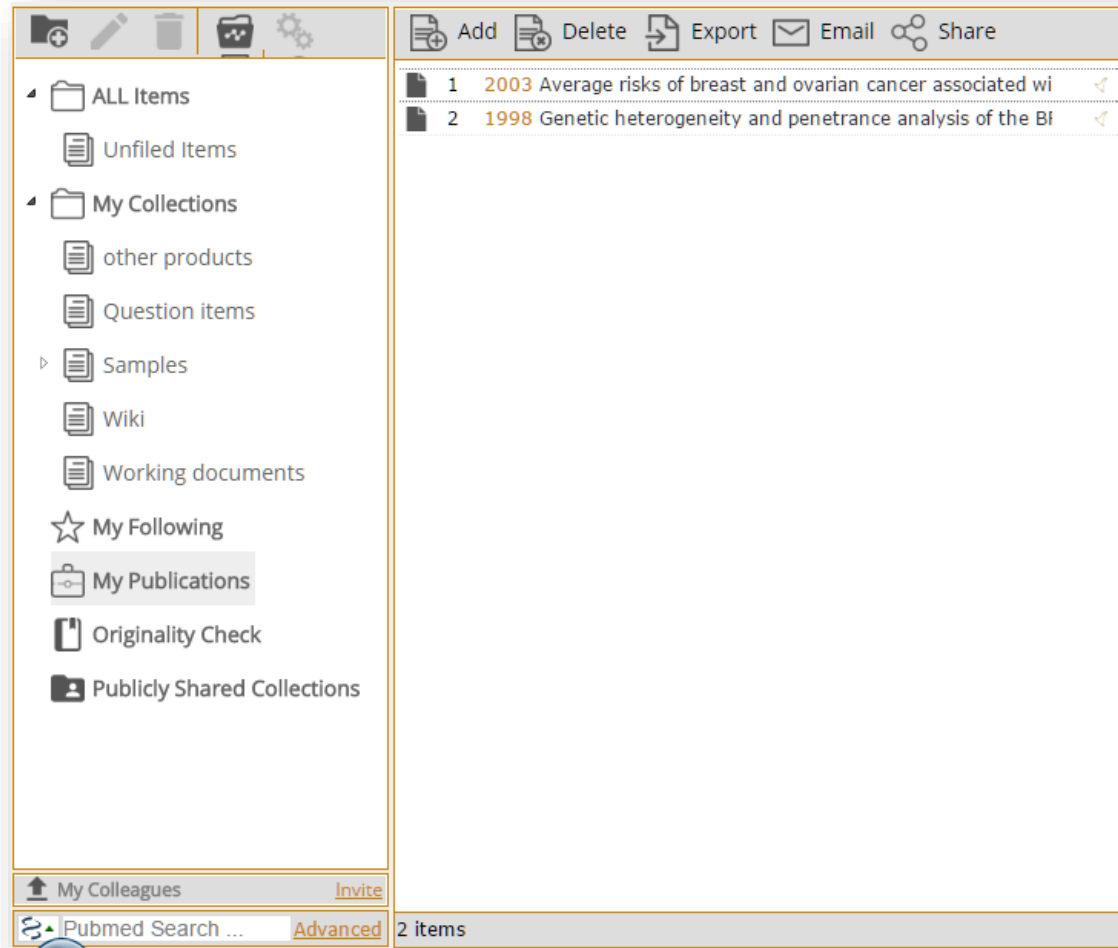 Add Delete Export Email Share
ALL Items
Unfiled Items
My Collections
other products
Question items
Samples
Wiki
Working documents
My Following
My Publications
Originality Check
Publicly Shared Collections
My Colleagues Invite
Pubmed Search ... Advanced
1 2003 Average risks of breast and ovarian cancer associated wi
2 1998 Genetic heterogeneity and penetrance analysis of the
2 items